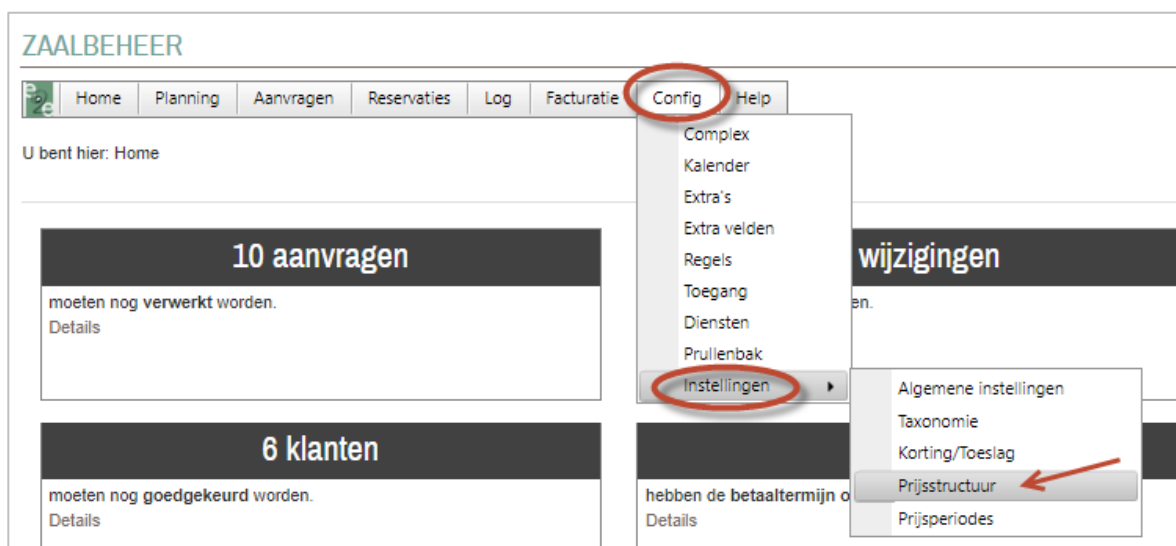 ZAALBEHEER
e2e Home Planning Aanvragen Reservaties Log Facturatie Config Help
U bent hier: Home
Complex
Kalender
Extra's
Extra velden
Regels
Toegang
Diensten
Prullenbak
Instellingen
Algemene instellingen
Taxonomie
Korting/Toeslag
Prijsstructuur
Prijsperiodes
10 aanvragen
moeten nog verwerkt worden.
Details
wijzigingen
en.
6 klanten
moeten nog goedgekeurd worden.
Details
hebben de betaaltermijn o
Details